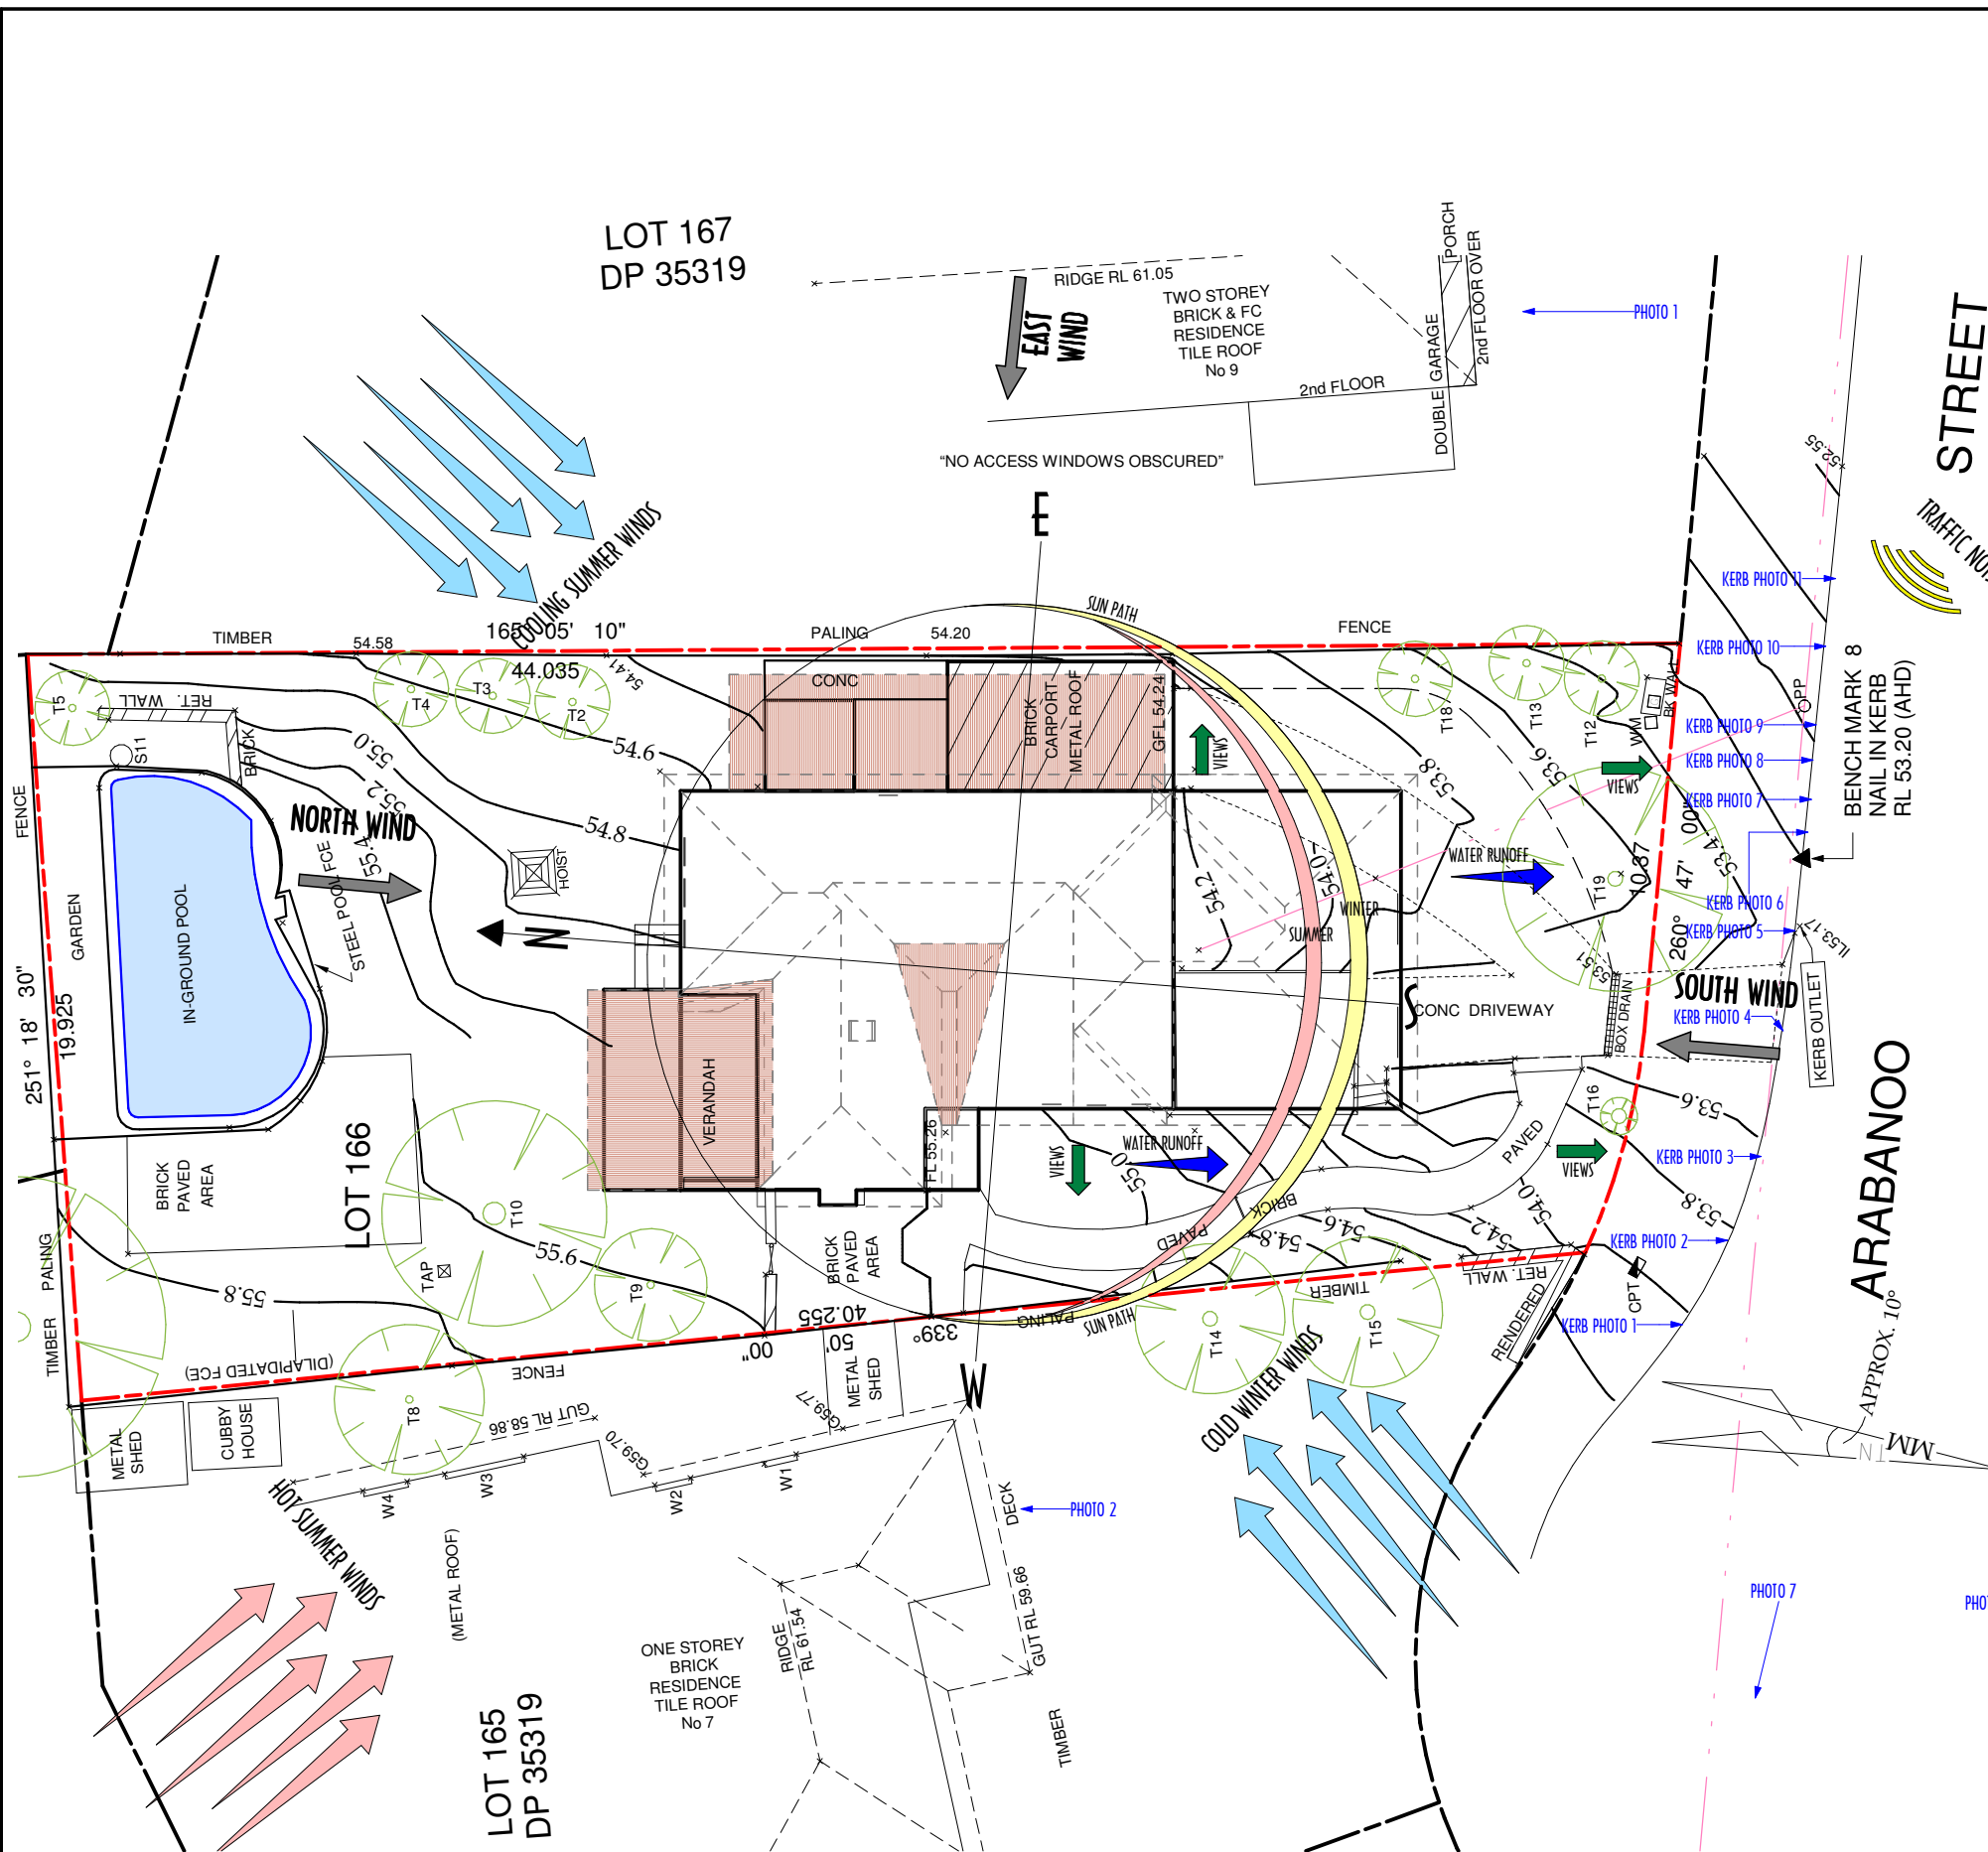 LOT 167
DP 35319
RIDGE RL 61.05
TWO STOREY
BRICK & FC
RESIDENCE
TILE ROOF
No 9
EAST
WIND
PORCH
2nd FLOOR OVER
DOUBLE GARAGE
2nd FLOOR
"NO ACCESS WINDOWS OBSCURED"
PHOTO 1
STREET
52.55
KERB PHOTO 11
KERB PHOTO 10
KERB PHOTO 9
KERB PHOTO 8
KERB PHOTO 7
KERB PHOTO 6
KERB PHOTO 5
KERB PHOTO 4
KERB PHOTO 3
KERB PHOTO 2
KERB PHOTO 1
BENCH MARK 8
NAIL IN KERB
RL 53.20 (AHD)
PP
IL53.17
KERB OUTLET
ARABANOO
COOLING SUMMER WINDS
E
SUN PATH
TIMBER
54.58
165° 05' 10"
44.035
PALING
54.20
FENCE
54.41
T5
RET. WALL
S11
BRICK
T4
T3
T2
CONC
BRICK
CARPORT
METAL ROOF
GFL 54.24
VIEWS
T18
T13
T12
WM
BK WALL
VIEWS
55.0
55.2
55.4
54.6
54.8
53.8
53.6
53.4
NORTH WIND
HOIST
STEEL POOL FCE
IN-GROUND POOL
GARDEN
FENCE
251° 18' 30"
19.925
N
54.2
54.0
WINTER
SUMMER
WATER RUNOFF
T19
10.37
260° 47' 00"
53.51
S
CONC DRIVEWAY
BOX DRAIN
SOUTH WIND
VERANDAH
FL 55.26
VIEWS
WATER RUNOFF
55.0
PAVED
BRICK
PAVED
T16
VIEWS
53.6
53.8
54.0
54.2
54.6
54.8
LOT 166
BRICK
PAVED
AREA
T10
TAP
55.6
55.8
T9
BRICK
PAVED
AREA
PALING
TIMBER
(DILAPIDATED FCE)
FENCE
339° 50' 00"
40.255
PALING
SUN PATH
TIMBER
RET. WALL
RENDERED
CPT
T14
T15
T8
METAL
SHED
CUBBY
HOUSE
METAL
SHED
GUT RL 58.86
G59.70
G59.77
W
W4
W3
W2
W1
COLD WINTER WINDS
HOT SUMMER WINDS
(METAL ROOF)
DECK
PHOTO 2
GUT RL 59.66
RIDGE
RL 61.54
ONE STOREY
BRICK
RESIDENCE
TILE ROOF
No 7
TIMBER
LOT 165
DP 35319
APPROX. 10°
MM
TN
PHOTO 7